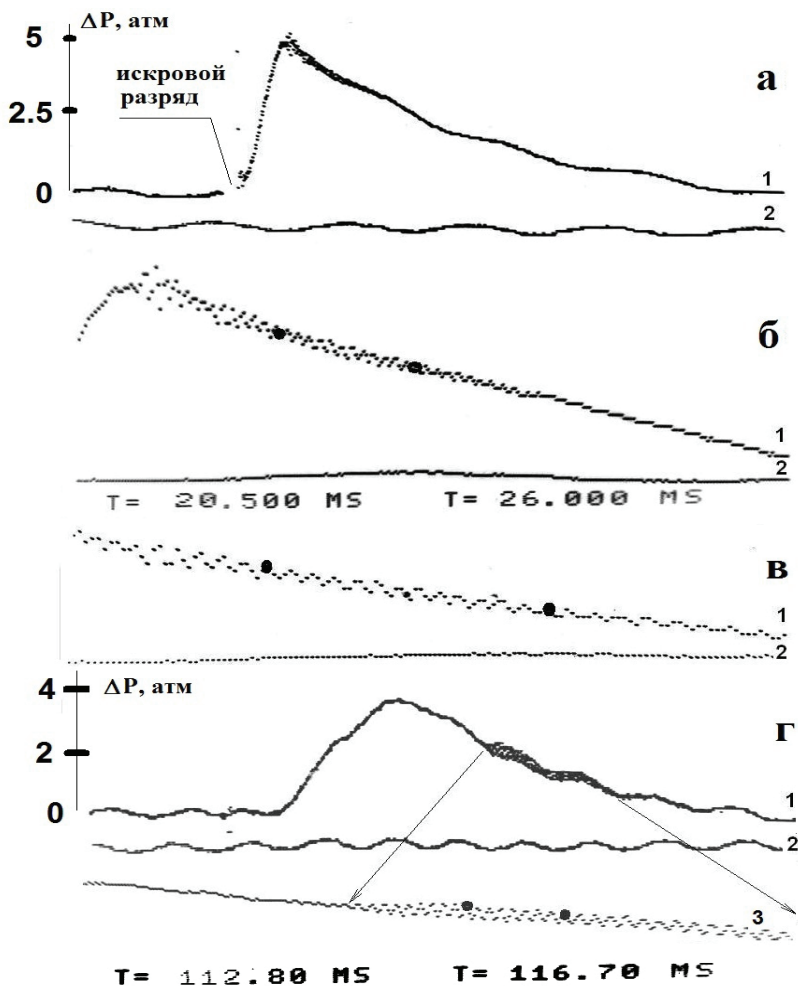 ΔP, атм
5
искровой
разряд
а
2.5
0
1
2
б
1
2
T= 20.500 MS T= 26.000 MS
в
1
2
4
ΔP, атм
г
2
0
1
2
3
T= 112.80 MS T= 116.70 MS